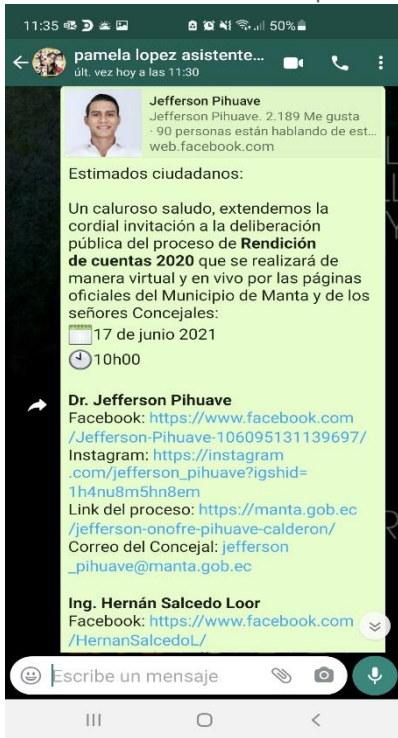 11:35
50%
pamela lopez asistente...
últ. vez hoy a las 11:30
Jefferson Pihuave
Jefferson Pihuave. 2.189 Me gusta
· 90 personas están hablando de est...
web.facebook.com
Estimados ciudadanos:
Un caluroso saludo, extendemos la
cordial invitación a la deliberación
pública del proceso de Rendición
de cuentas 2020 que se realizará de
manera virtual y en vivo por las páginas
oficiales del Municipio de Manta y de los
señores Concejales:
17 de junio 2021
10h00
Dr. Jefferson Pihuave
Facebook: https://www.facebook.com
/Jefferson-Pihuave-106095131139697/
Instagram: https://instagram
.com/jefferson_pihuave?igshid=
1h4nu8m5hn8em
Link del proceso: https://manta.gob.ec
/jefferson-onofre-pihuave-calderon/
Correo del Concejal: jefferson
_pihuave@manta.gob.ec
Ing. Hernán Salcedo Loor
Facebook: https://www.facebook.com
/HernanSalcedoL/
Escribe un mensaje